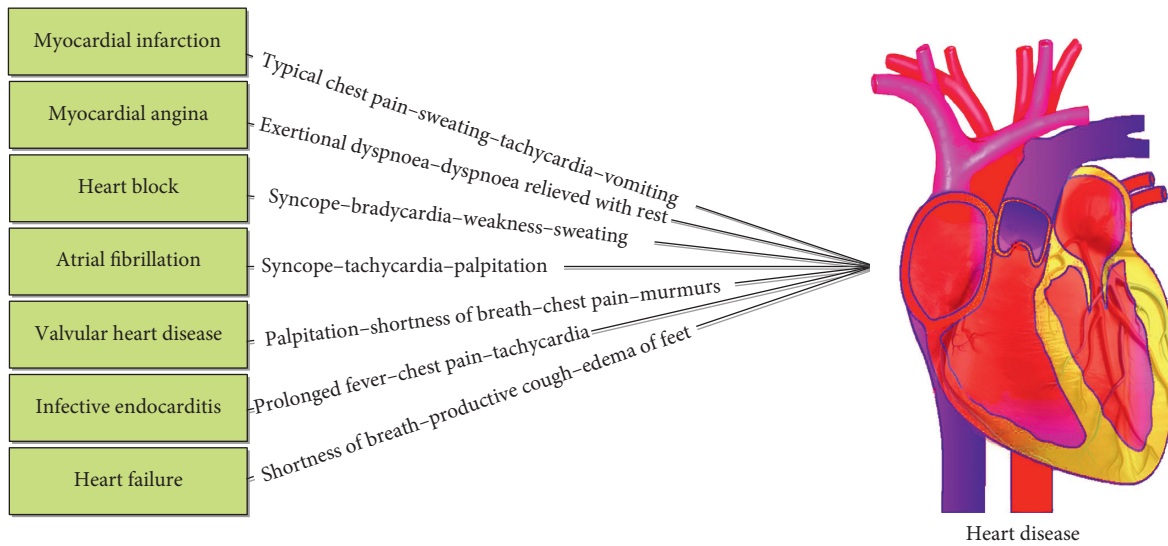 Myocardial infarction
Typical chest pain–sweating–tachycardia–vomiting
Myocardial angina
Exertional dyspnoea–dyspnoea relieved with rest
Heart block
Syncope–bradycardia–weakness–sweating
Atrial fibrillation
Syncope–tachycardia–palpitation
Valvular heart disease
Palpitation–shortness of breath–chest pain–murmurs
Infective endocarditis
Prolonged fever–chest pain–tachycardia
Heart failure
Shortness of breath–productive cough–edema of feet
Heart disease